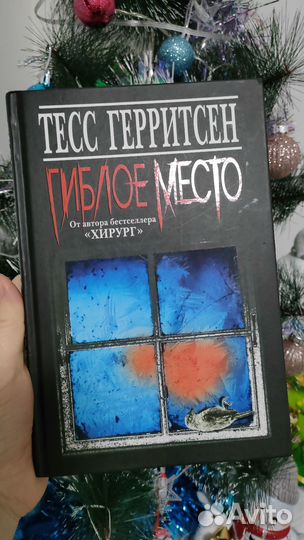 ТЕСС ГЕРРИТСЕН
ГИБЛОЕ МЕСТО
От автора бестселлера
«ХИРУРГ»
Avito